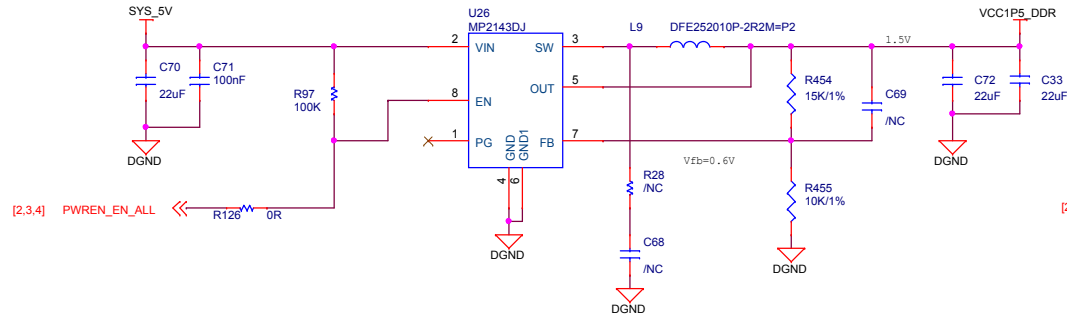 SYS_5V
U26
MP2143DJ
L9 DFE252010P-2R2M=P2
VCC1P5_DDR
2 VIN SW 3
1.5V
C70
22uF
C71
100nF
R97
100K
8 EN
OUT 5
R454
15K/1%
C69
/NC
C72
22uF
C33
22uF
1 PG
GND
GND1
FB 7
4 6
DGND
DGND
Vfb=0.6V
R28
/NC
R455
10K/1%
[2,3,4] PWREN_EN_ALL
R126 0R
DGND
C68
/NC
DGND
DGND
[2